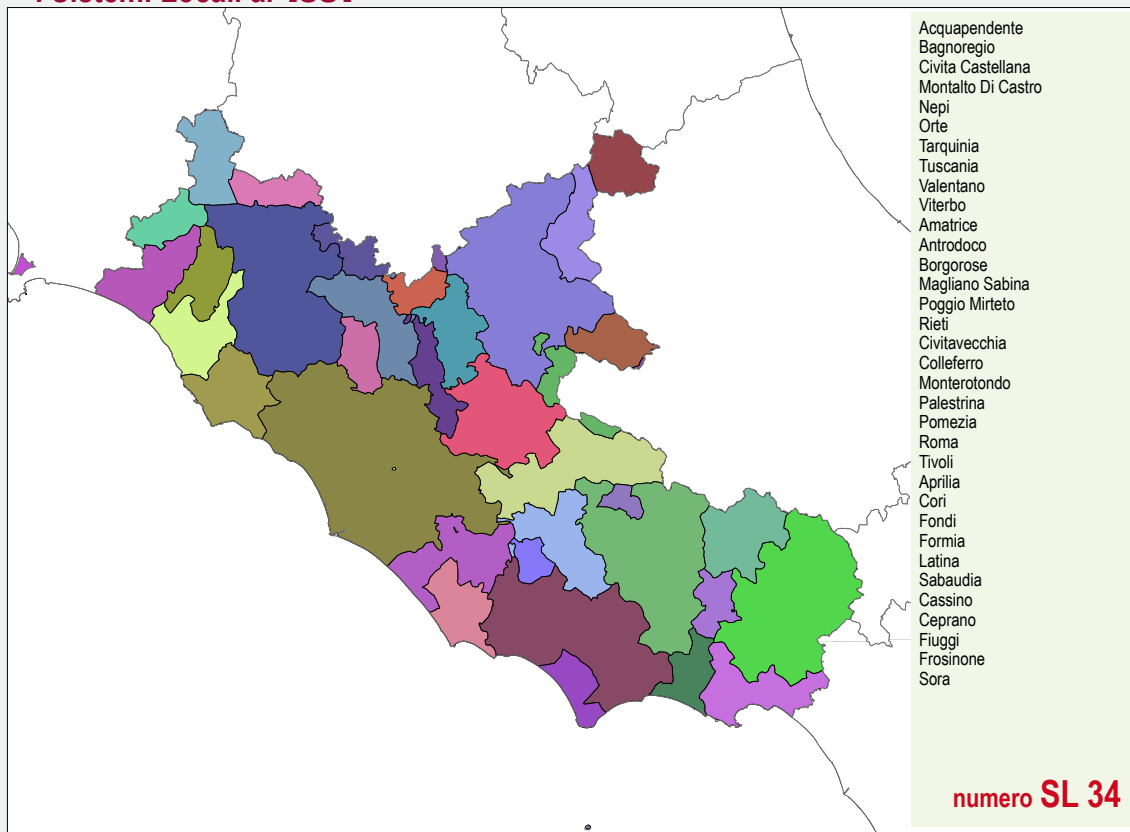 Acquapendente
Bagnoregio
Civita Castellana
Montalto Di Castro
Nepi
Orte
Tarquinia
Tuscania
Valentano
Viterbo
Amatrice
Antrodoco
Borgorose
Magliano Sabina
Poggio Mirteto
Rieti
Civitavecchia
Colleferro
Monterotondo
Palestrina
Pomezia
Roma
Tivoli
Aprilia
Cori
Fondi
Formia
Latina
Sabaudia
Cassino
Ceprano
Fiuggi
Frosinone
Sora
numero SL 34